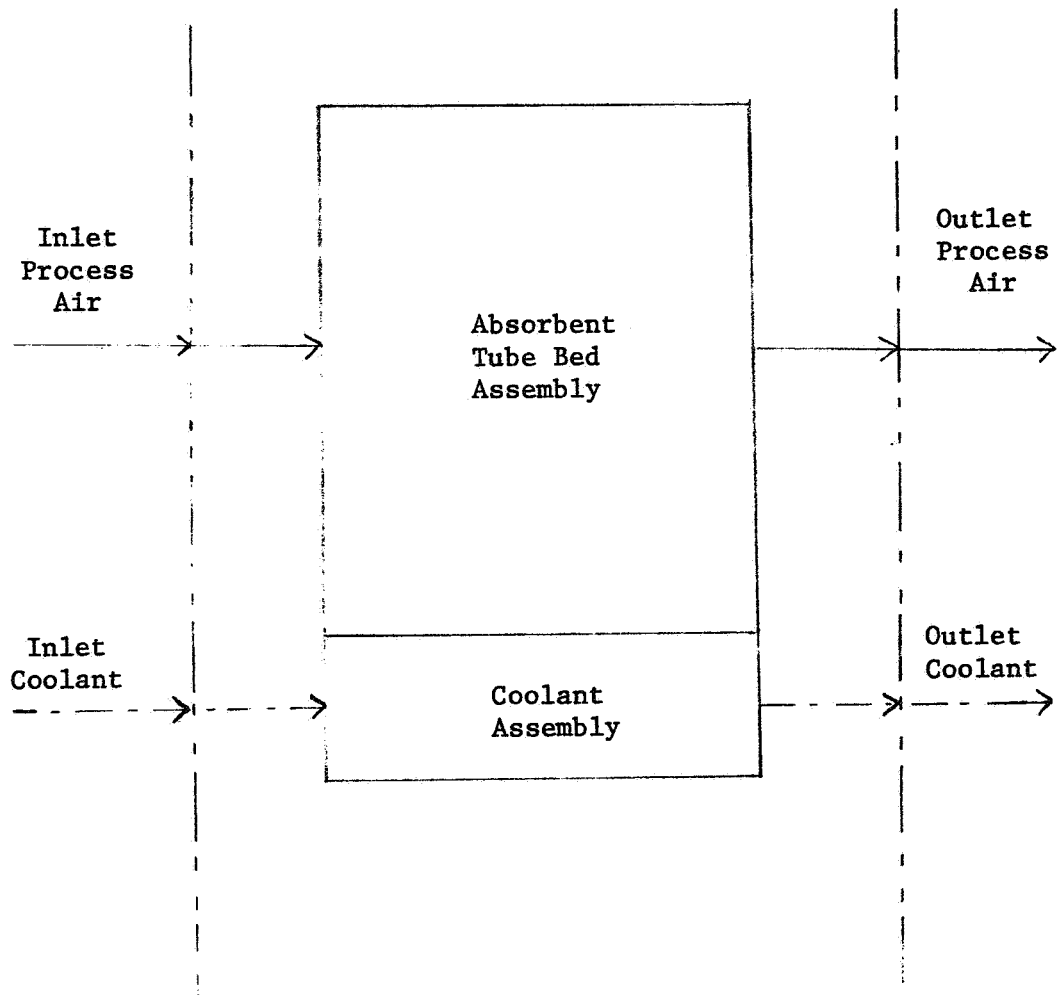 Inlet
Process
Air
Outlet
Process
Air
Absorbent
Tube Bed
Assembly
Inlet
Coolant
Outlet
Coolant
Coolant
Assembly